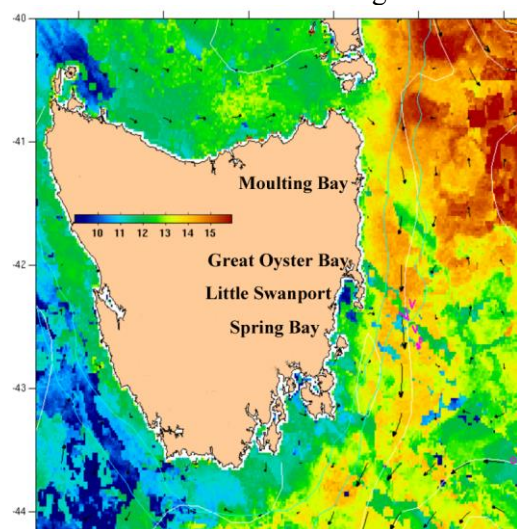 -40
-41
Moulting Bay
10 11 12 13 14 15
-42
Great Oyster Bay
Little Swanport
Spring Bay
-43
-44